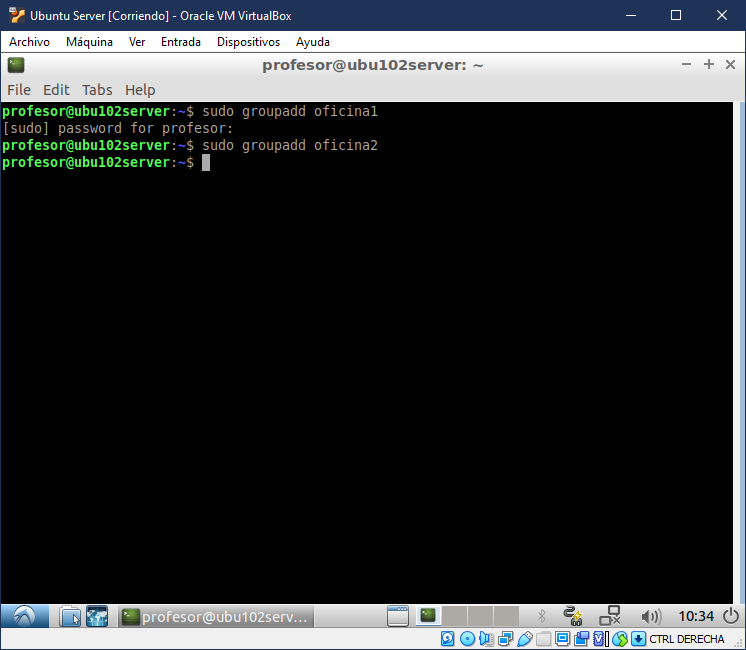 Ubuntu Server [Corriendo] - Oracle VM VirtualBox
Archivo Máquina Ver Entrada Dispositivos Ayuda
profesor@ubu102server: ~
File Edit Tabs Help
profesor@ubu102server:~$ sudo groupadd oficina1
[sudo] password for profesor:
profesor@ubu102server:~$ sudo groupadd oficina2
profesor@ubu102server:~$
profesor@ubu102serv... 10:34
CTRL DERECHA